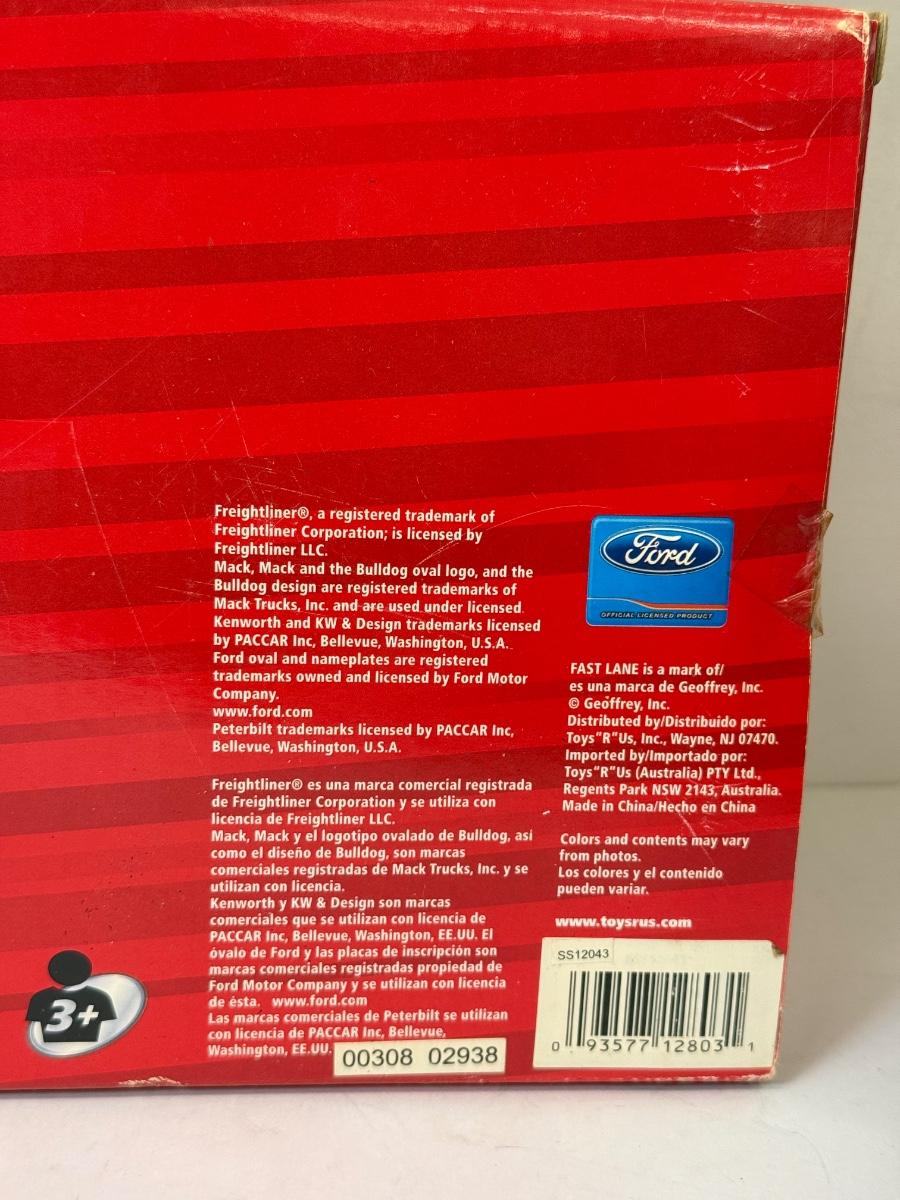 Freightliner®, a registered trademark of
Freightliner Corporation; is licensed by
Freightliner LLC.
Mack, Mack and the Bulldog oval logo, and the
Bulldog design are registered trademarks of
Mack Trucks, Inc. and are used under licensed.
Kenworth and KW & Design trademarks licensed
by PACCAR Inc, Bellevue, Washington, U.S.A.
Ford oval and nameplates are registered
trademarks owned and licensed by Ford Motor
Company.
www.ford.com
Peterbilt trademarks licensed by PACCAR Inc,
Bellevue, Washington, U.S.A.
Freightliner® es una marca comercial registrada
de Freightliner Corporation y se utiliza con
licencia de Freightliner LLC.
Mack, Mack y el logotipo ovalado de Bulldog, asi
como el diseño de Bulldog, son marcas
comerciales registradas de Mack Trucks, Inc. y se
utilizan con licencia.
Kenworth y KW & Design son marcas
comerciales que se utilizan con licencia de
PACCAR Inc, Bellevue, Washington, EE.UU. El
óvalo de Ford y las placas de inscripción son
marcas comerciales registradas propiedad de
Ford Motor Company y se utilizan con licencia
de ésta. www.ford.com
Las marcas comerciales de Peterbilt se utilizan
con licencia de PACCAR Inc, Bellevue,
Washington, EE.UU.
00308 02938
3+
Ford
OFFICIAL LICENSED PRODUCT
FAST LANE is a mark of/
es una marca de Geoffrey, Inc.
© Geoffrey, Inc.
Distributed by/Distribuido por:
Toys"R"Us, Inc., Wayne, NJ 07470.
Imported by/Importado por:
Toys"R"Us (Australia) PTY Ltd.,
Regents Park NSW 2143, Australia.
Made in China/Hecho en China
Colors and contents may vary
from photos.
Los colores y el contenido
pueden variar.
www.toysrus.com
SS12043
0 93577 12803 1